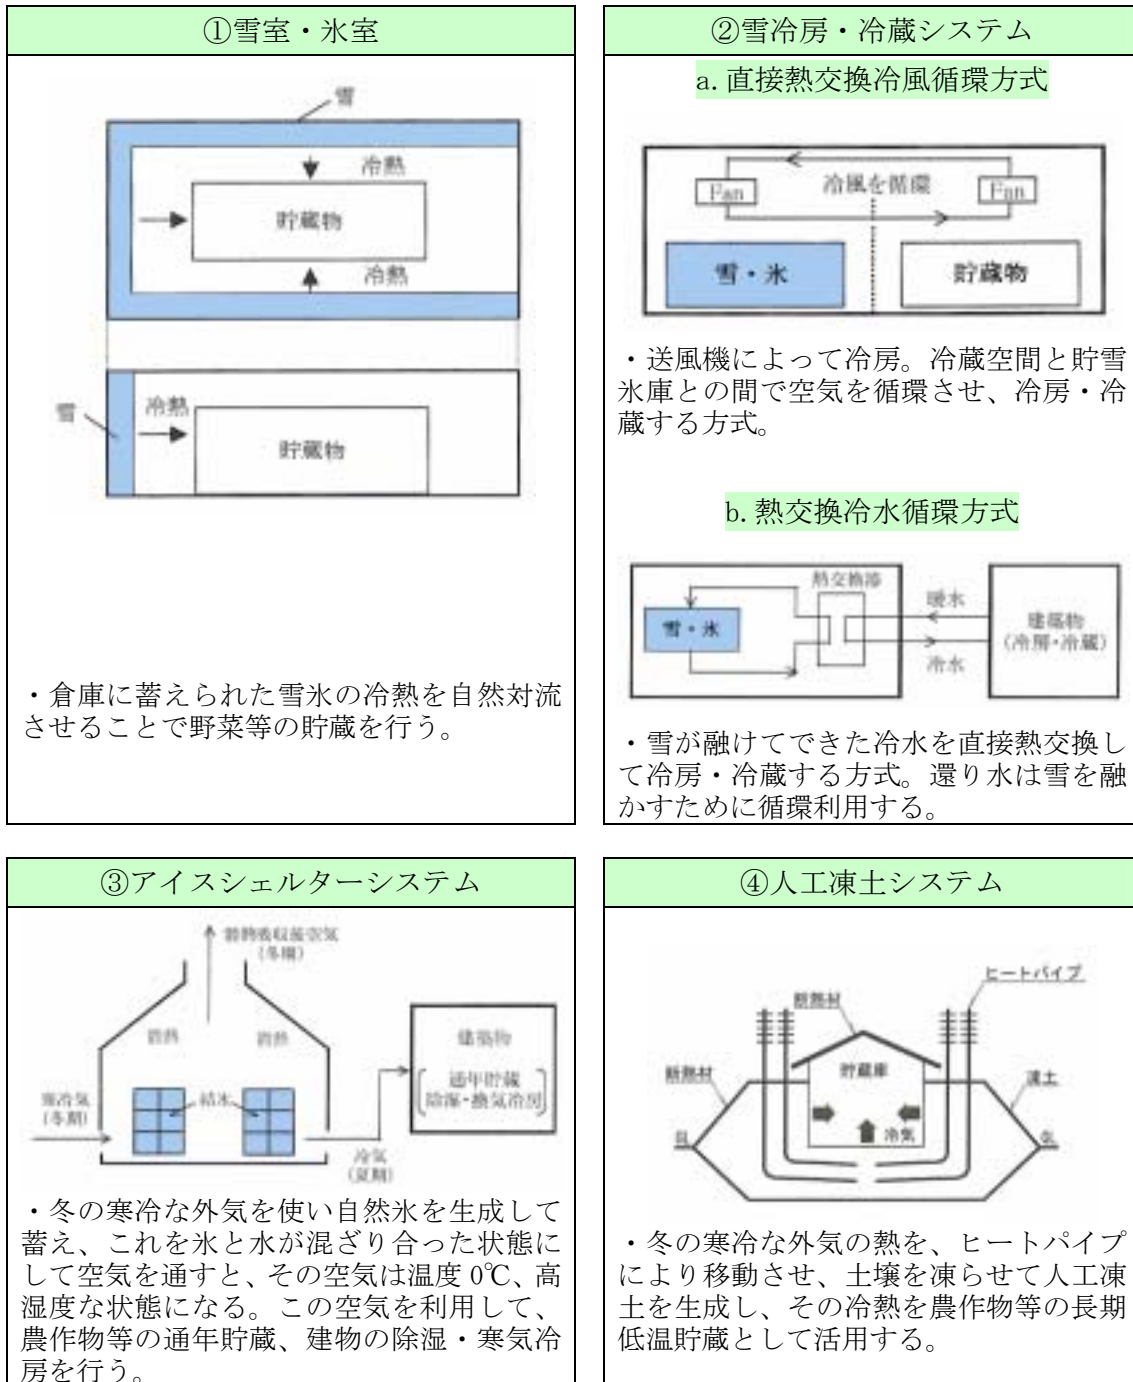 ①雪室・氷室
雪
冷熱
貯蔵物
冷熱
雪
冷熱
貯蔵物
・倉庫に蓄えられた雪氷の冷熱を自然対流
させることで野菜等の貯蔵を行う。
②雪冷房・冷蔵システム
a.直接熱交換冷風循環方式
Fan
冷風を循環
Fan
雪・氷
貯蔵物
・送風機によって冷房。冷蔵空間と貯雪
氷庫との間で空気を循環させ、冷房・冷
蔵する方式。
b.熱交換冷水循環方式
熱交換器
雪・氷
暖水
冷水
建築物
(冷房・冷蔵)
・雪が融けてできた冷水を直接熱交換し
て冷房・冷蔵する方式。還り水は雪を融
かすために循環利用する。
③アイスシェルターシステム
(冬期)
寒冷気
(冬期)
結氷
冷気
(夏期)
建築物
通年貯蔵
除湿・換気冷房
・冬の寒冷な外気を使い自然氷を生成して
蓄え、これを氷と水が混ざり合った状態に
して空気を通すと、その空気は温度 0℃、高
湿度な状態になる。この空気を利用して、
農作物等の通年貯蔵、建物の除湿・寒気冷
房を行う。
④人工凍土システム
ヒートパイプ
断熱材
断熱材
貯蔵庫
凍土
冷気
GL
GL
・冬の寒冷な外気の熱を、ヒートパイプ
により移動させ、土壌を凍らせて人工凍
土を生成し、その冷熱を農作物等の長期
低温貯蔵として活用する。